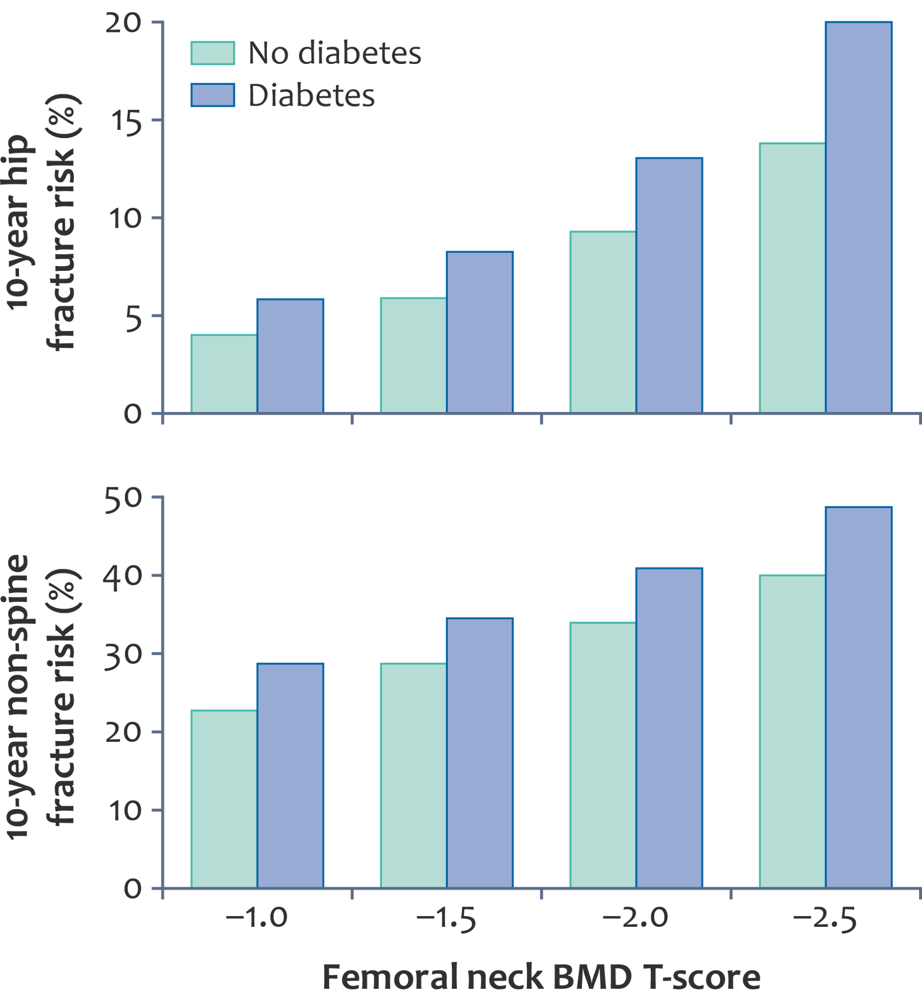 10-year hip
fracture risk (%)
20
15
10
5
0
No diabetes
Diabetes
10-year non-spine
fracture risk (%)
50
40
30
20
10
0
–1.0 –1.5 –2.0 –2.5
Femoral neck BMD T-score